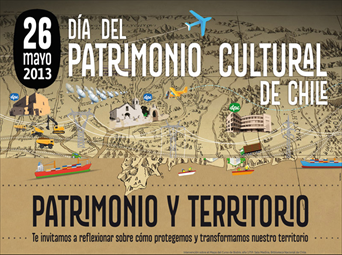 26
mayo
2013
DÍA DEL
PATRIMONIO CULTURAL
DE CHILE
PATRIMONIO Y TERRITORIO
Te invitamos a reflexionar sobre cómo protegemos y transformamos nuestro territorio